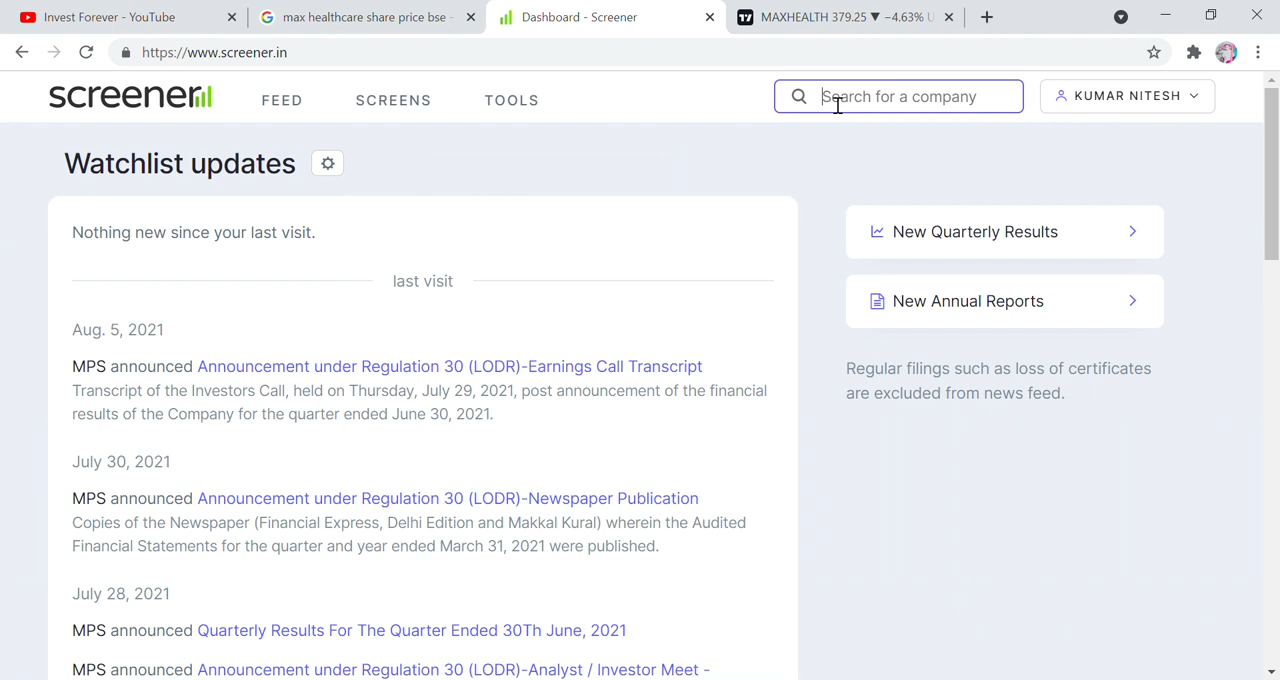 Invest Forever - YouTube
max healthcare share price bse -
Dashboard - Screener
MAXHEALTH 379.25 ▼ −4.63% U
https://www.screener.in
screener
FEED
SCREENS
TOOLS
Search for a company
KUMAR NITESH
Watchlist updates
Nothing new since your last visit.
last visit
Aug. 5, 2021
MPS announced Announcement under Regulation 30 (LODR)-Earnings Call Transcript
Transcript of the Investors Call, held on Thursday, July 29, 2021, post announcement of the financial
results of the Company for the quarter ended June 30, 2021.
July 30, 2021
MPS announced Announcement under Regulation 30 (LODR)-Newspaper Publication
Copies of the Newspaper (Financial Express, Delhi Edition and Makkal Kural) wherein the Audited
Financial Statements for the quarter and year ended March 31, 2021 were published.
July 28, 2021
MPS announced Quarterly Results For The Quarter Ended 30Th June, 2021
MPS announced Announcement under Regulation 30 (LODR)-Analyst / Investor Meet -
New Quarterly Results
New Annual Reports
Regular filings such as loss of certificates
are excluded from news feed.